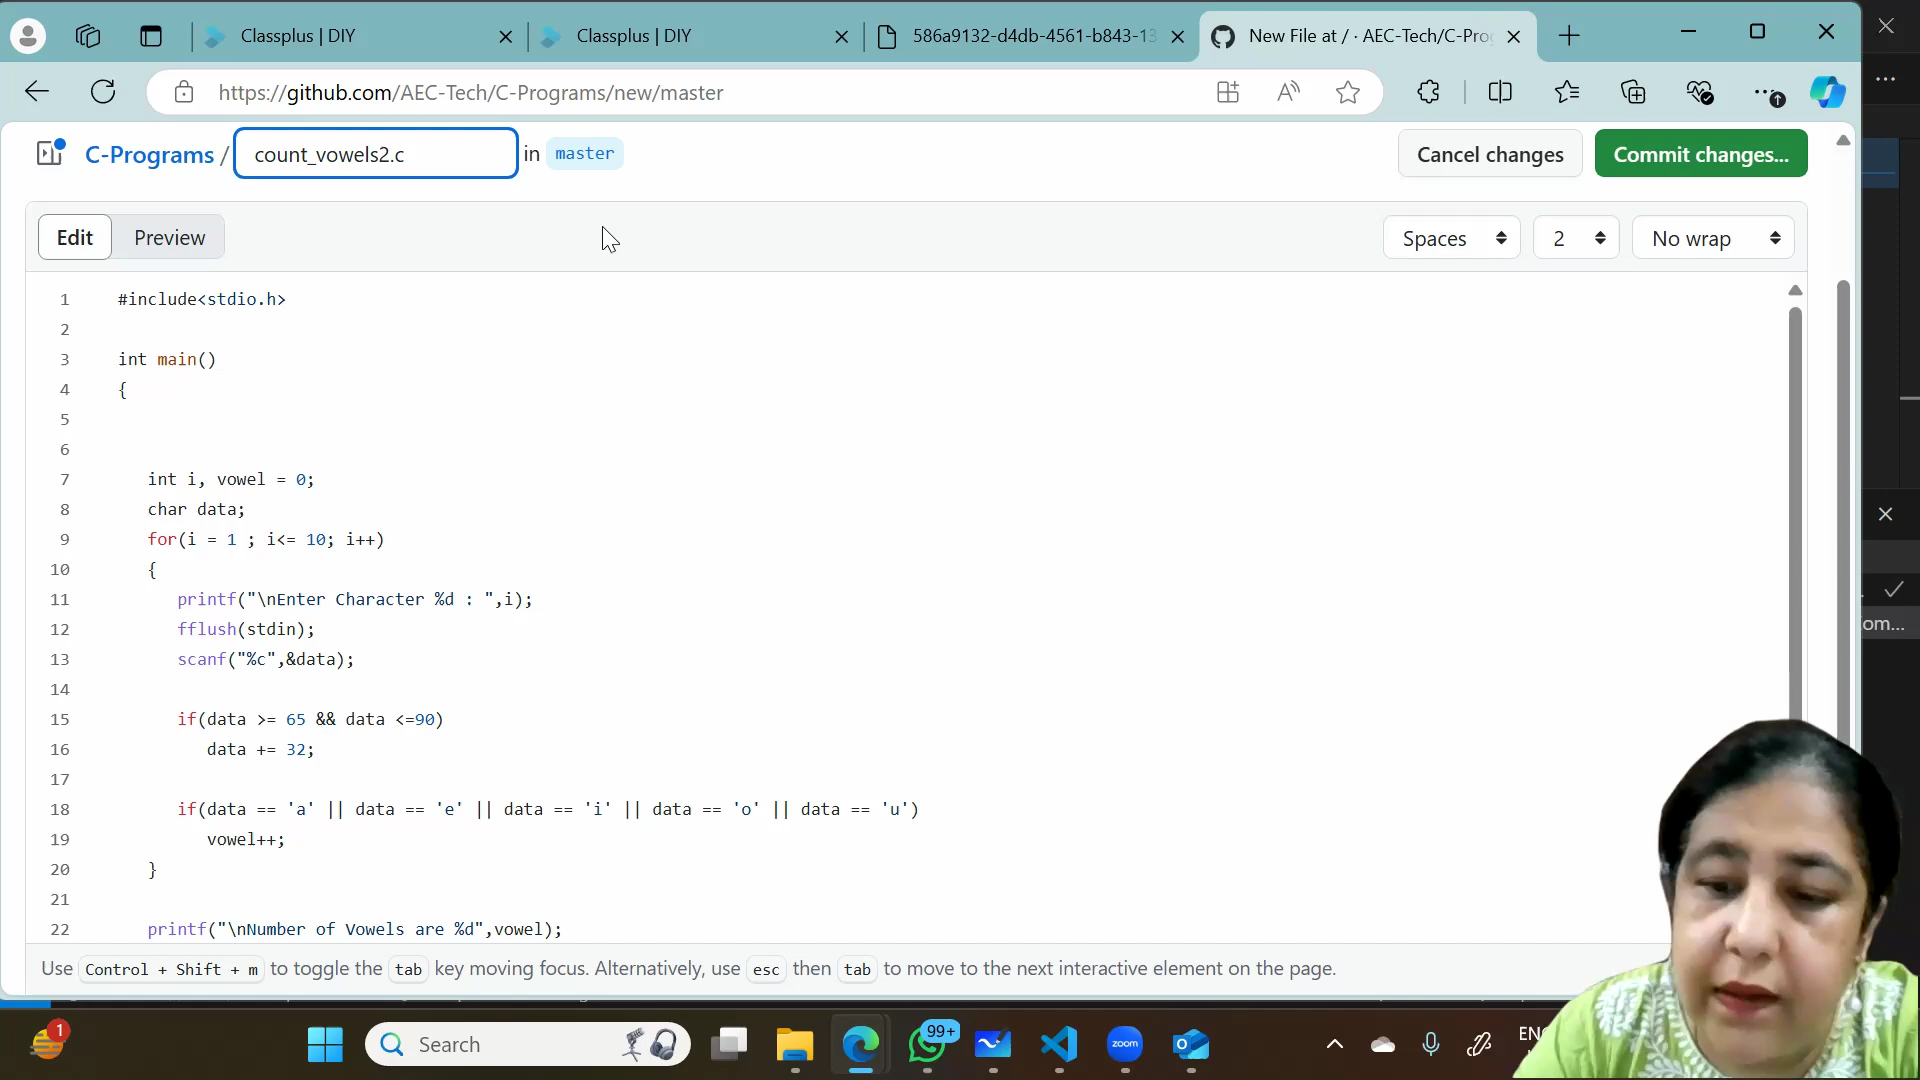 Classplus | DIY
Classplus | DIY
586a9132-d4db-4561-b843-13
New File at / · AEC-Tech/C-Pro
https://github.com/AEC-Tech/C-Programs/new/master
C-Programs / count_vowels2.c in master
Cancel changes
Commit changes...
Edit
Preview
Spaces
2
No wrap
1 #include<stdio.h>
2
3 int main()
4 {
5
6
7 int i, vowel = 0;
8 char data;
9 for(i = 1 ; i<= 10; i++)
10 {
11 printf("\nEnter Character %d : ",i);
12 fflush(stdin);
13 scanf("%c",&data);
14
15 if(data >= 65 && data <=90)
16 data += 32;
17
18 if(data == 'a' || data == 'e' || data == 'i' || data == 'o' || data == 'u')
19 vowel++;
20 }
21
22 printf("\nNumber of Vowels are %d",vowel);
Use Control + Shift + m to toggle the tab key moving focus. Alternatively, use esc then tab to move to the next interactive element on the page.
om...
1
Search
99+
zoom
ENG